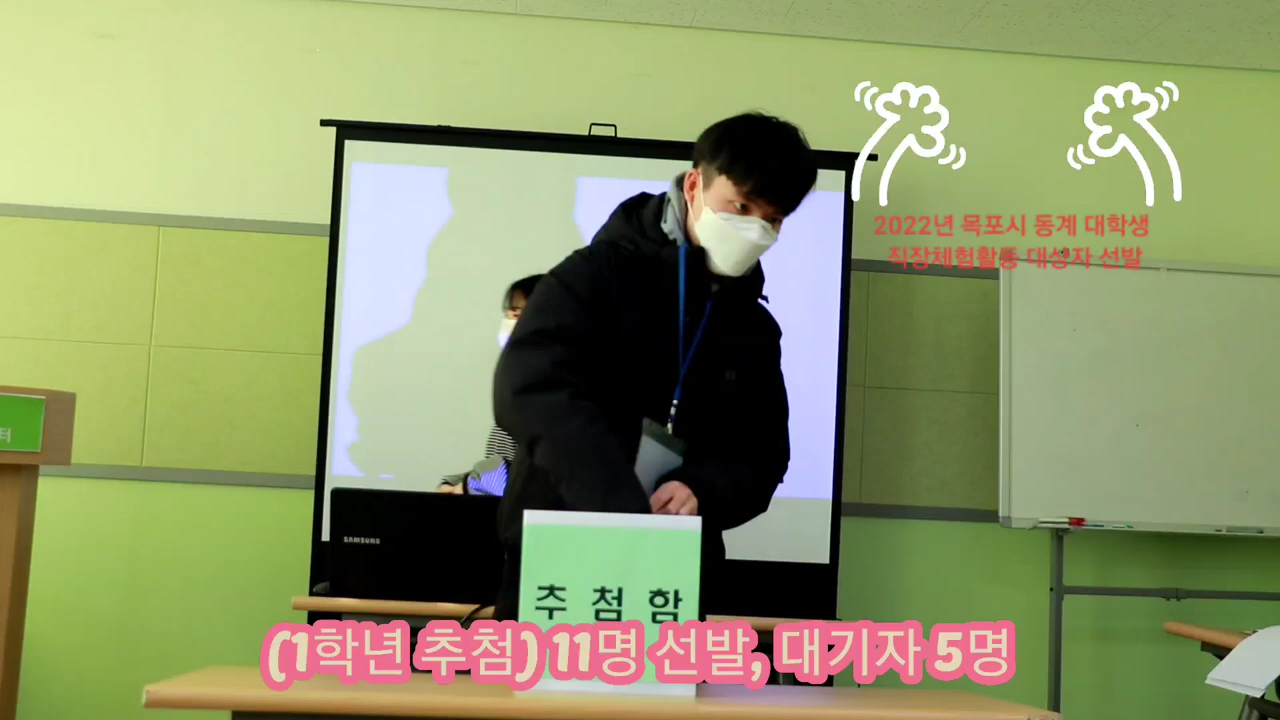 2022년 목포시 동계 대학생
직장체험활동 대상자 선발
터
SAMSUNG
추첨함
(1학년 추첨) 11명 선발, 대기자 5명